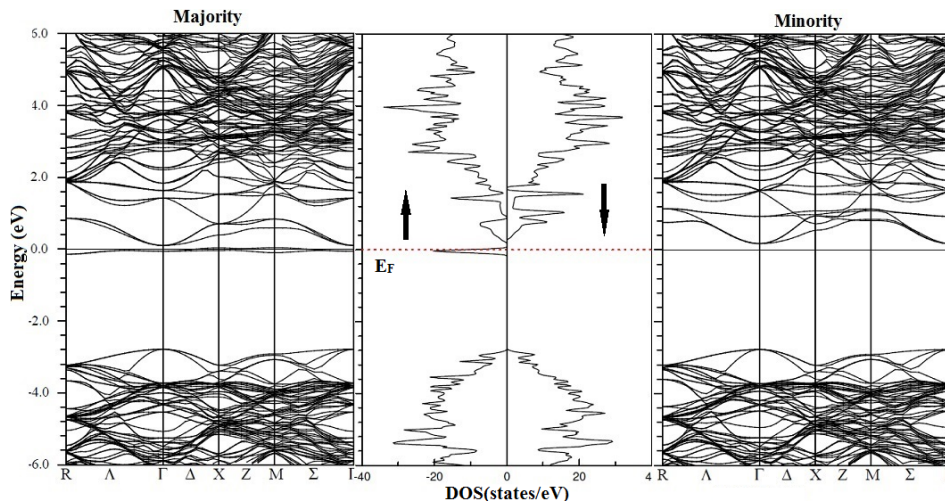 Majority
Minority
Energy (eV)
5.0
4.0
2.0
0.0
-2.0
-4.0
-6.0
E_F
R Λ Γ Δ X Z M Σ Γ
-40 -20 0 20 4
DOS(states/eV)
R Λ Γ Δ X Z M Σ